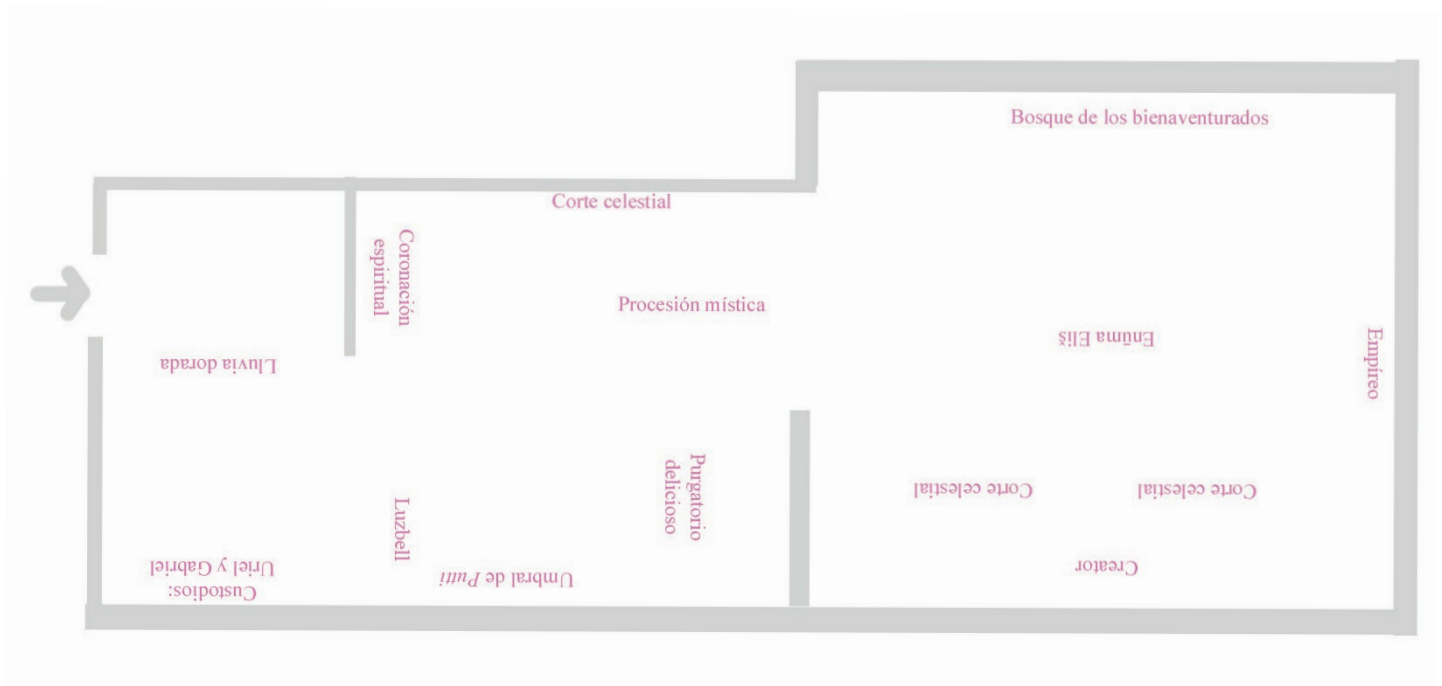 Bosque de los bienaventurados
Corte celestial
Coronación
espiritual
Procesión mística
Lluvia dorada
Enūma Eliš
Empíreo
Purgatorio
delicioso
Luzbell
Corte celestial
Corte celestial
Custodios:
Uriel y Gabriel
Umbral de Putti
Creator